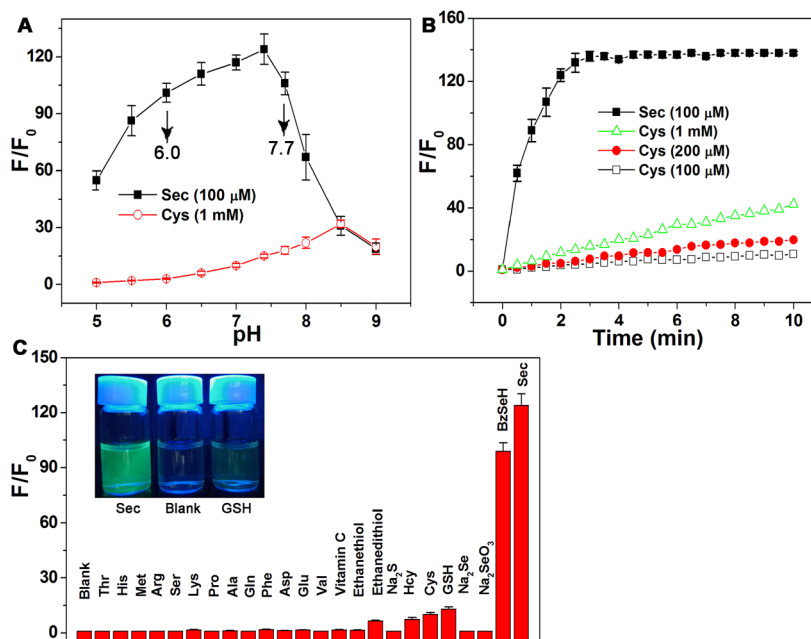 A
F/F0
150
120
90
60
30
0
6.0
7.7
Sec (100 μM)
Cys (1 mM)
5 6 7 8 9
pH
B
F/F0
160
120
80
40
0
Sec (100 μM)
Cys (1 mM)
Cys (200 μM)
Cys (100 μM)
0 2 4 6 8 10
Time (min)
C
F/F0
150
120
90
60
30
0
Sec Blank GSH
Blank
Thr
His
Met
Arg
Ser
Lys
Pro
Ala
Gln
Phe
Asp
Glu
Val
Vitamin C
Ethanethiol
Ethanedithiol
Na2S
Hcy
Cys
GSH
Na2Se
Na2SeO3
BzSeH
Sec